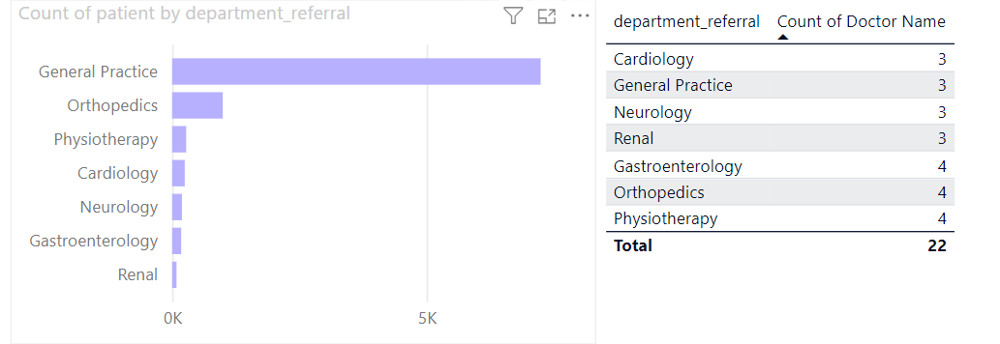 Count of patient by department_referral
General Practice
Orthopedics
Physiotherapy
Cardiology
Neurology
Gastroenterology
Renal
0K 5K
department_referral Count of Doctor Name
Cardiology 3
General Practice 3
Neurology 3
Renal 3
Gastroenterology 4
Orthopedics 4
Physiotherapy 4
Total 22